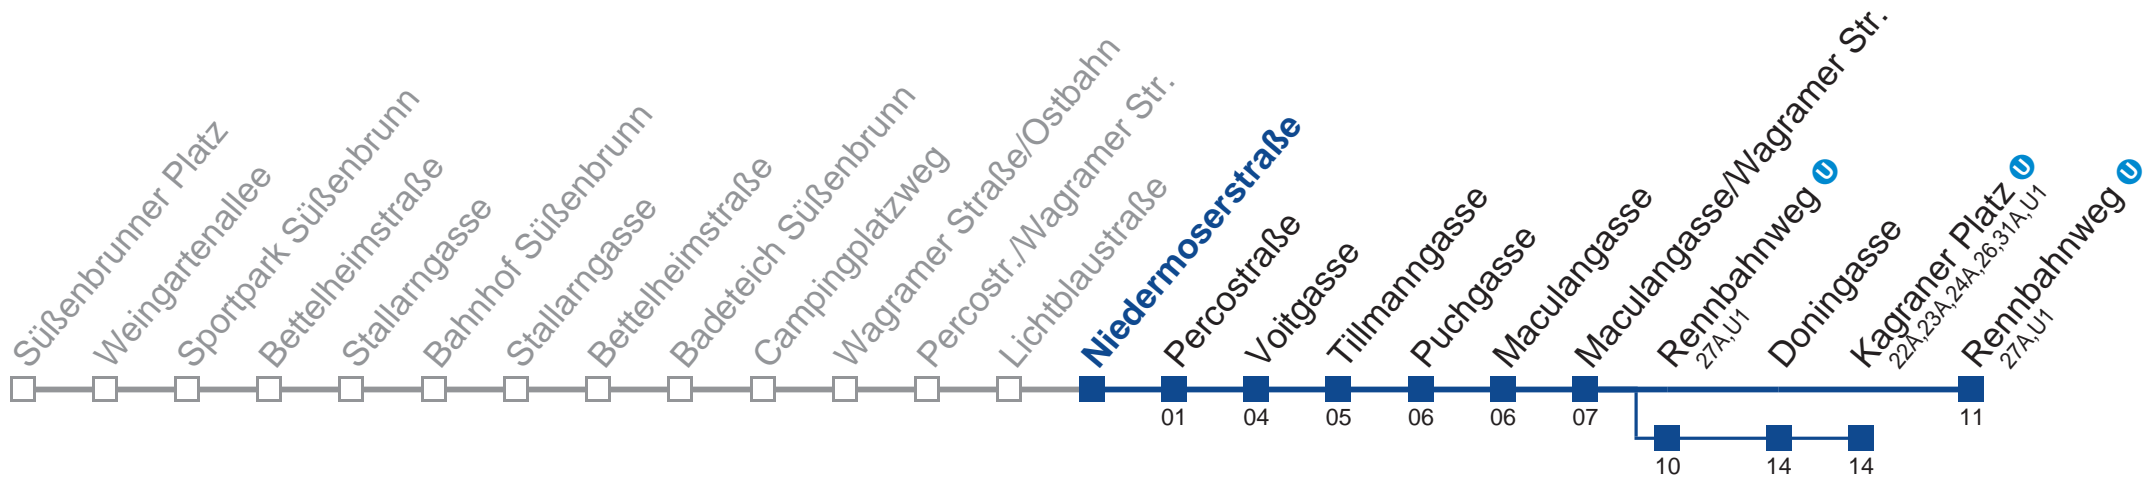 Süßenbrunner Platz
Weingartenallee
Sportpark Süßenbrunn
Bettelheimstraße
Stallarngasse
Bahnhof Süßenbrunn
Stallarngasse
Bettelheimstraße
Badeteich Süßenbrunn
Campingplatzweg
Wagramer Straße/Ostbahn
Percostr./Wagramer Str.
Lichtblaustraße
Niedermoserstraße
Percostraße
Voitgasse
Tillmanngasse
Puchgasse
Maculangasse
Maculangasse/Wagramer Str.
Rennbahnweg U
27A,U1
Doningasse
Kagraner Platz U
22A,23A,24A,26,31A,U1
Rennbahnweg U
27A,U1
01 04 05 06 06 07 11
10 14 14